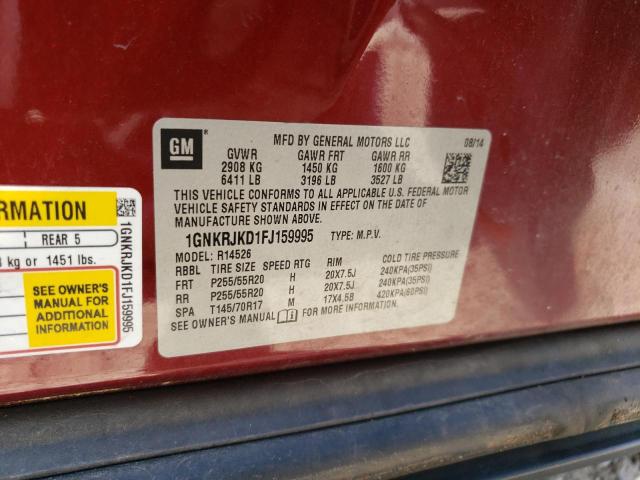 GM
MFD BY GENERAL MOTORS LLC 08/14
GVWR GAWR FRT GAWR RR
2908 KG 1450 KG 1600 KG
6411 LB 3196 LB 3527 LB
THIS VEHICLE CONFORMS TO ALL APPLICABLE U.S. FEDERAL MOTOR
VEHICLE SAFETY STANDARDS IN EFFECT ON THE DATE OF
MANUFACTURE SHOWN ABOVE.
1GNKRJKD1FJ159995 TYPE: M.P.V.
MODEL: R14526
RBBL TIRE SIZE SPEED RTG RIM COLD TIRE PRESSURE
FRT P255/55R20 H 20X7.5J 240KPA(35PSI)
RR P255/55R20 H 20X7.5J 240KPA(35PSI)
SPA T145/70R17 M 17X4.5B 420KPA(60PSI)
SEE OWNER'S MANUAL FOR MORE INFORMATION.
RMATION
REAR 5
kg or 1451 lbs.
SEE OWNER'S
MANUAL FOR
ADDITIONAL
INFORMATION
1GNKRJKD1FJ159995